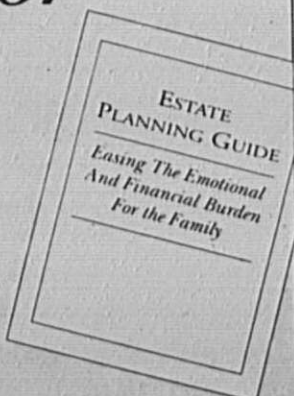 ESTATE
PLANNING GUIDE
Easing The Emotional
And Financial Burden
For the Family